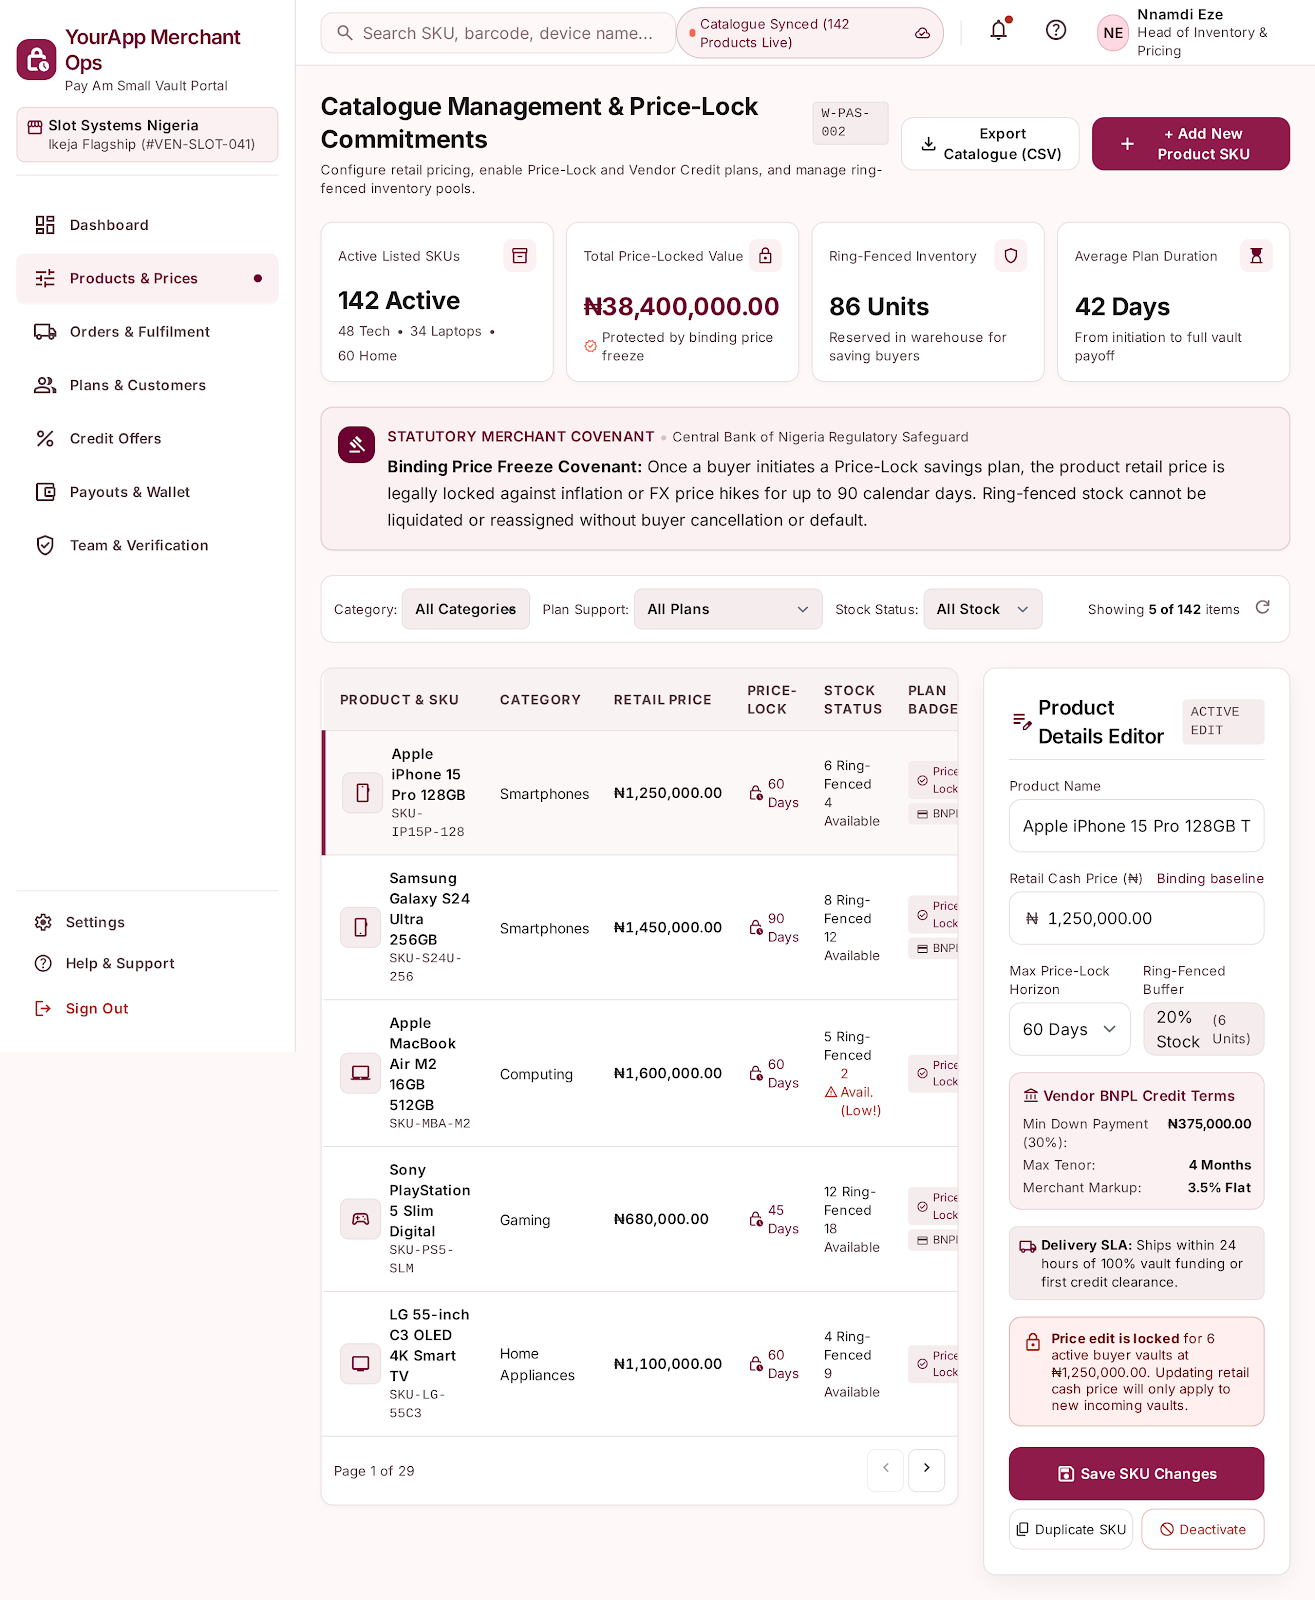 YourApp Merchant
Ops
Pay Am Small Vault Portal
Slot Systems Nigeria
Ikeja Flagship (#VEN-SLOT-041)
Dashboard
Products & Prices
Orders & Fulfilment
Plans & Customers
Credit Offers
Payouts & Wallet
Team & Verification
Settings
Help & Support
Sign Out
Search SKU, barcode, device name...
Catalogue Synced (142
Products Live)
NE
Nnamdi Eze
Head of Inventory &
Pricing
Catalogue Management & Price-Lock
Commitments
W-PAS-
002
Configure retail pricing, enable Price-Lock and Vendor Credit plans, and manage ring-
fenced inventory pools.
Export
Catalogue (CSV)
+ Add New
Product SKU
Active Listed SKUs
142 Active
48 Tech • 34 Laptops •
60 Home
Total Price-Locked Value
₦38,400,000.00
Protected by binding price
freeze
Ring-Fenced Inventory
86 Units
Reserved in warehouse for
saving buyers
Average Plan Duration
42 Days
From initiation to full vault
payoff
STATUTORY MERCHANT COVENANT • Central Bank of Nigeria Regulatory Safeguard
Binding Price Freeze Covenant: Once a buyer initiates a Price-Lock savings plan, the product retail price is
legally locked against inflation or FX price hikes for up to 90 calendar days. Ring-fenced stock cannot be
liquidated or reassigned without buyer cancellation or default.
Category: All Categories Plan Support: All Plans Stock Status: All Stock Showing 5 of 142 items
PRODUCT & SKU CATEGORY RETAIL PRICE PRICE-
LOCK STOCK
STATUS PLAN
BADGE
Apple
iPhone 15
Pro 128GB
SKU-
IP15P-128
Smartphones
₦1,250,000.00
60
Days
6 Ring-
Fenced
4
Available
Price
Lock
BNPL
Samsung
Galaxy S24
Ultra
256GB
SKU-S24U-
256
Smartphones
₦1,450,000.00
90
Days
8 Ring-
Fenced
12
Available
Price
Lock
BNPL
Apple
MacBook
Air M2
16GB
512GB
SKU-MBA-M2
Computing
₦1,600,000.00
60
Days
5 Ring-
Fenced
2
Avail.
(Low!)
Price
Lock
Sony
PlayStation
5 Slim
Digital
SKU-PS5-
SLM
Gaming
₦680,000.00
45
Days
12 Ring-
Fenced
18
Available
Price
Lock
BNPL
LG 55-inch
C3 OLED
4K Smart
TV
SKU-LG-
55C3
Home
Appliances
₦1,100,000.00
60
Days
4 Ring-
Fenced
9
Available
Price
Lock
Page 1 of 29
Product
Details Editor
ACTIVE
EDIT
Product Name
Apple iPhone 15 Pro 128GB T
Retail Cash Price (₦) Binding baseline
₦ 1,250,000.00
Max Price-Lock
Horizon
60 Days
Ring-Fenced
Buffer
20%
Stock
(6
Units)
Vendor BNPL Credit Terms
Min Down Payment
(30%):
₦375,000.00
Max Tenor: 4 Months
Merchant Markup: 3.5% Flat
Delivery SLA: Ships within 24
hours of 100% vault funding or
first credit clearance.
Price edit is locked for 6
active buyer vaults at
₦1,250,000.00. Updating retail
cash price will only apply to
new incoming vaults.
Save SKU Changes
Duplicate SKU
Deactivate